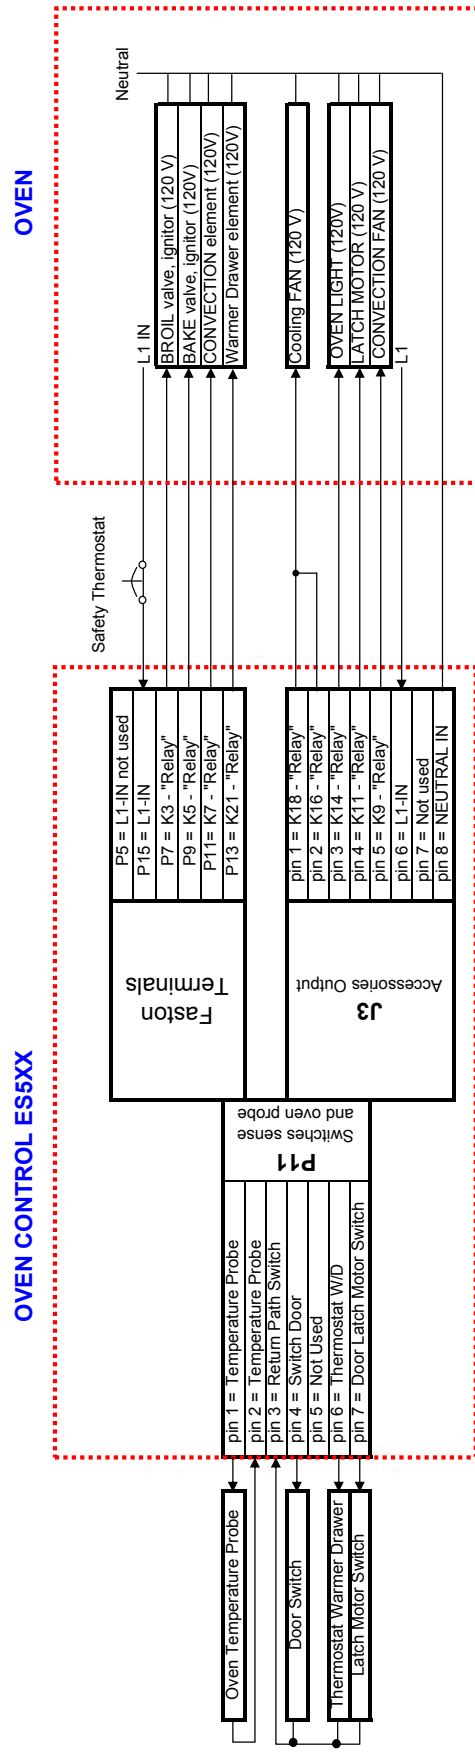 OVEN CONTROL ES5XX
OVEN
Oven Temperature Probe
Door Switch
Thermostat Warmer Drawer
Latch Motor Switch
pin 1 = Temperature Probe
pin 2 = Temperature Probe
pin 3 = Return Path Switch
pin 4 = Switch Door
pin 5 = Not Used
pin 6 = Thermostat W/D
pin 7 = Door Latch Motor Switch
P11
Switches sense
and oven probe
Faston
Terminals
J3
Accessories Output
P5 = L1-IN not used
P15 = L1-IN
P7 = K3 - "Relay"
P9 = K5 - "Relay"
P11= K7 - "Relay"
P13 = K21 - "Relay"
pin 1 = K18 - "Relay"
pin 2 = K16 - "Relay"
pin 3 = K14 - "Relay"
pin 4 = K11 - "Relay"
pin 5 = K9 - "Relay"
pin 6 = L1-IN
pin 7 = Not used
pin 8 = NEUTRAL IN
Safety Thermostat
L1 IN
BROIL valve, ignitor (120 V)
BAKE valve, ignitor (120V)
CONVECTION element (120V)
Warmer Drawer element (120V)
Cooling FAN (120 V)
OVEN LIGHT (120V)
LATCH MOTOR (120 V)
CONVECTION FAN (120 V)
L1
Neutral